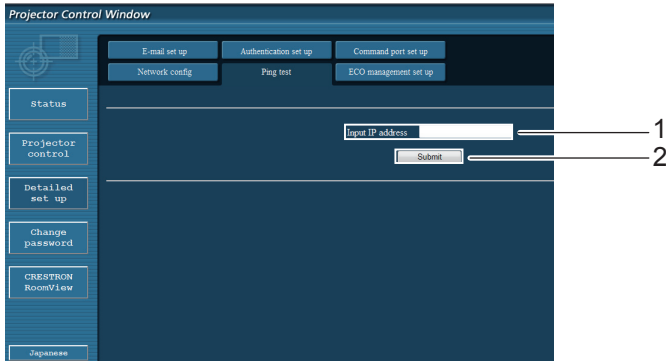 Projector Control Window
E-mail set up
Authentication set up
Command port set up
Network config
Ping test
ECO management set up
Status
Projector
control
Detailed
set up
Change
password
CRESTRON
RoomView
Japanese
Input IP address
1
Submit
2